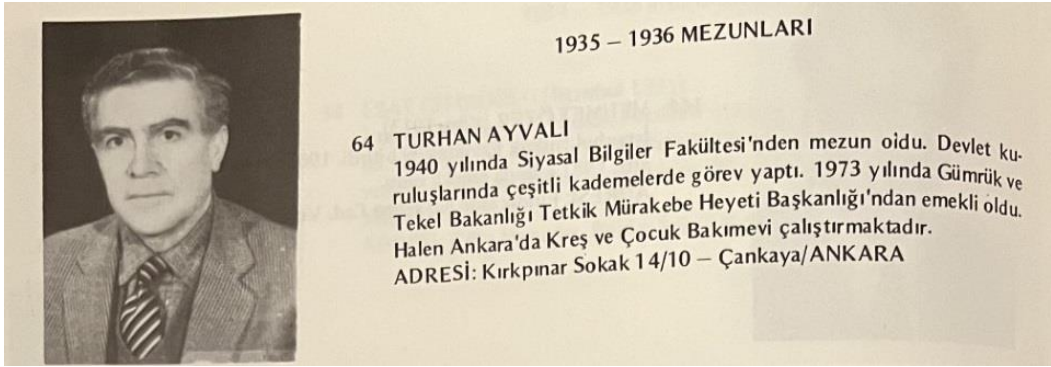 1935 – 1936 MEZUNLARI
64 TURHAN AYVALI
1940 yılında Siyasal Bilgiler Fakültesi'nden mezun oldu. Devlet ku-
ruluşlarında çeşitli kademelerde görev yaptı. 1973 yılında Gümrük ve
Tekel Bakanlığı Tetkik Mürakebe Heyeti Başkanlığı'ndan emekli oldu.
Halen Ankara'da Kreş ve Çocuk Bakımevi çalıştırmaktadır.
ADRESİ: Kırkpınar Sokak 14/10 – Çankaya/ANKARA